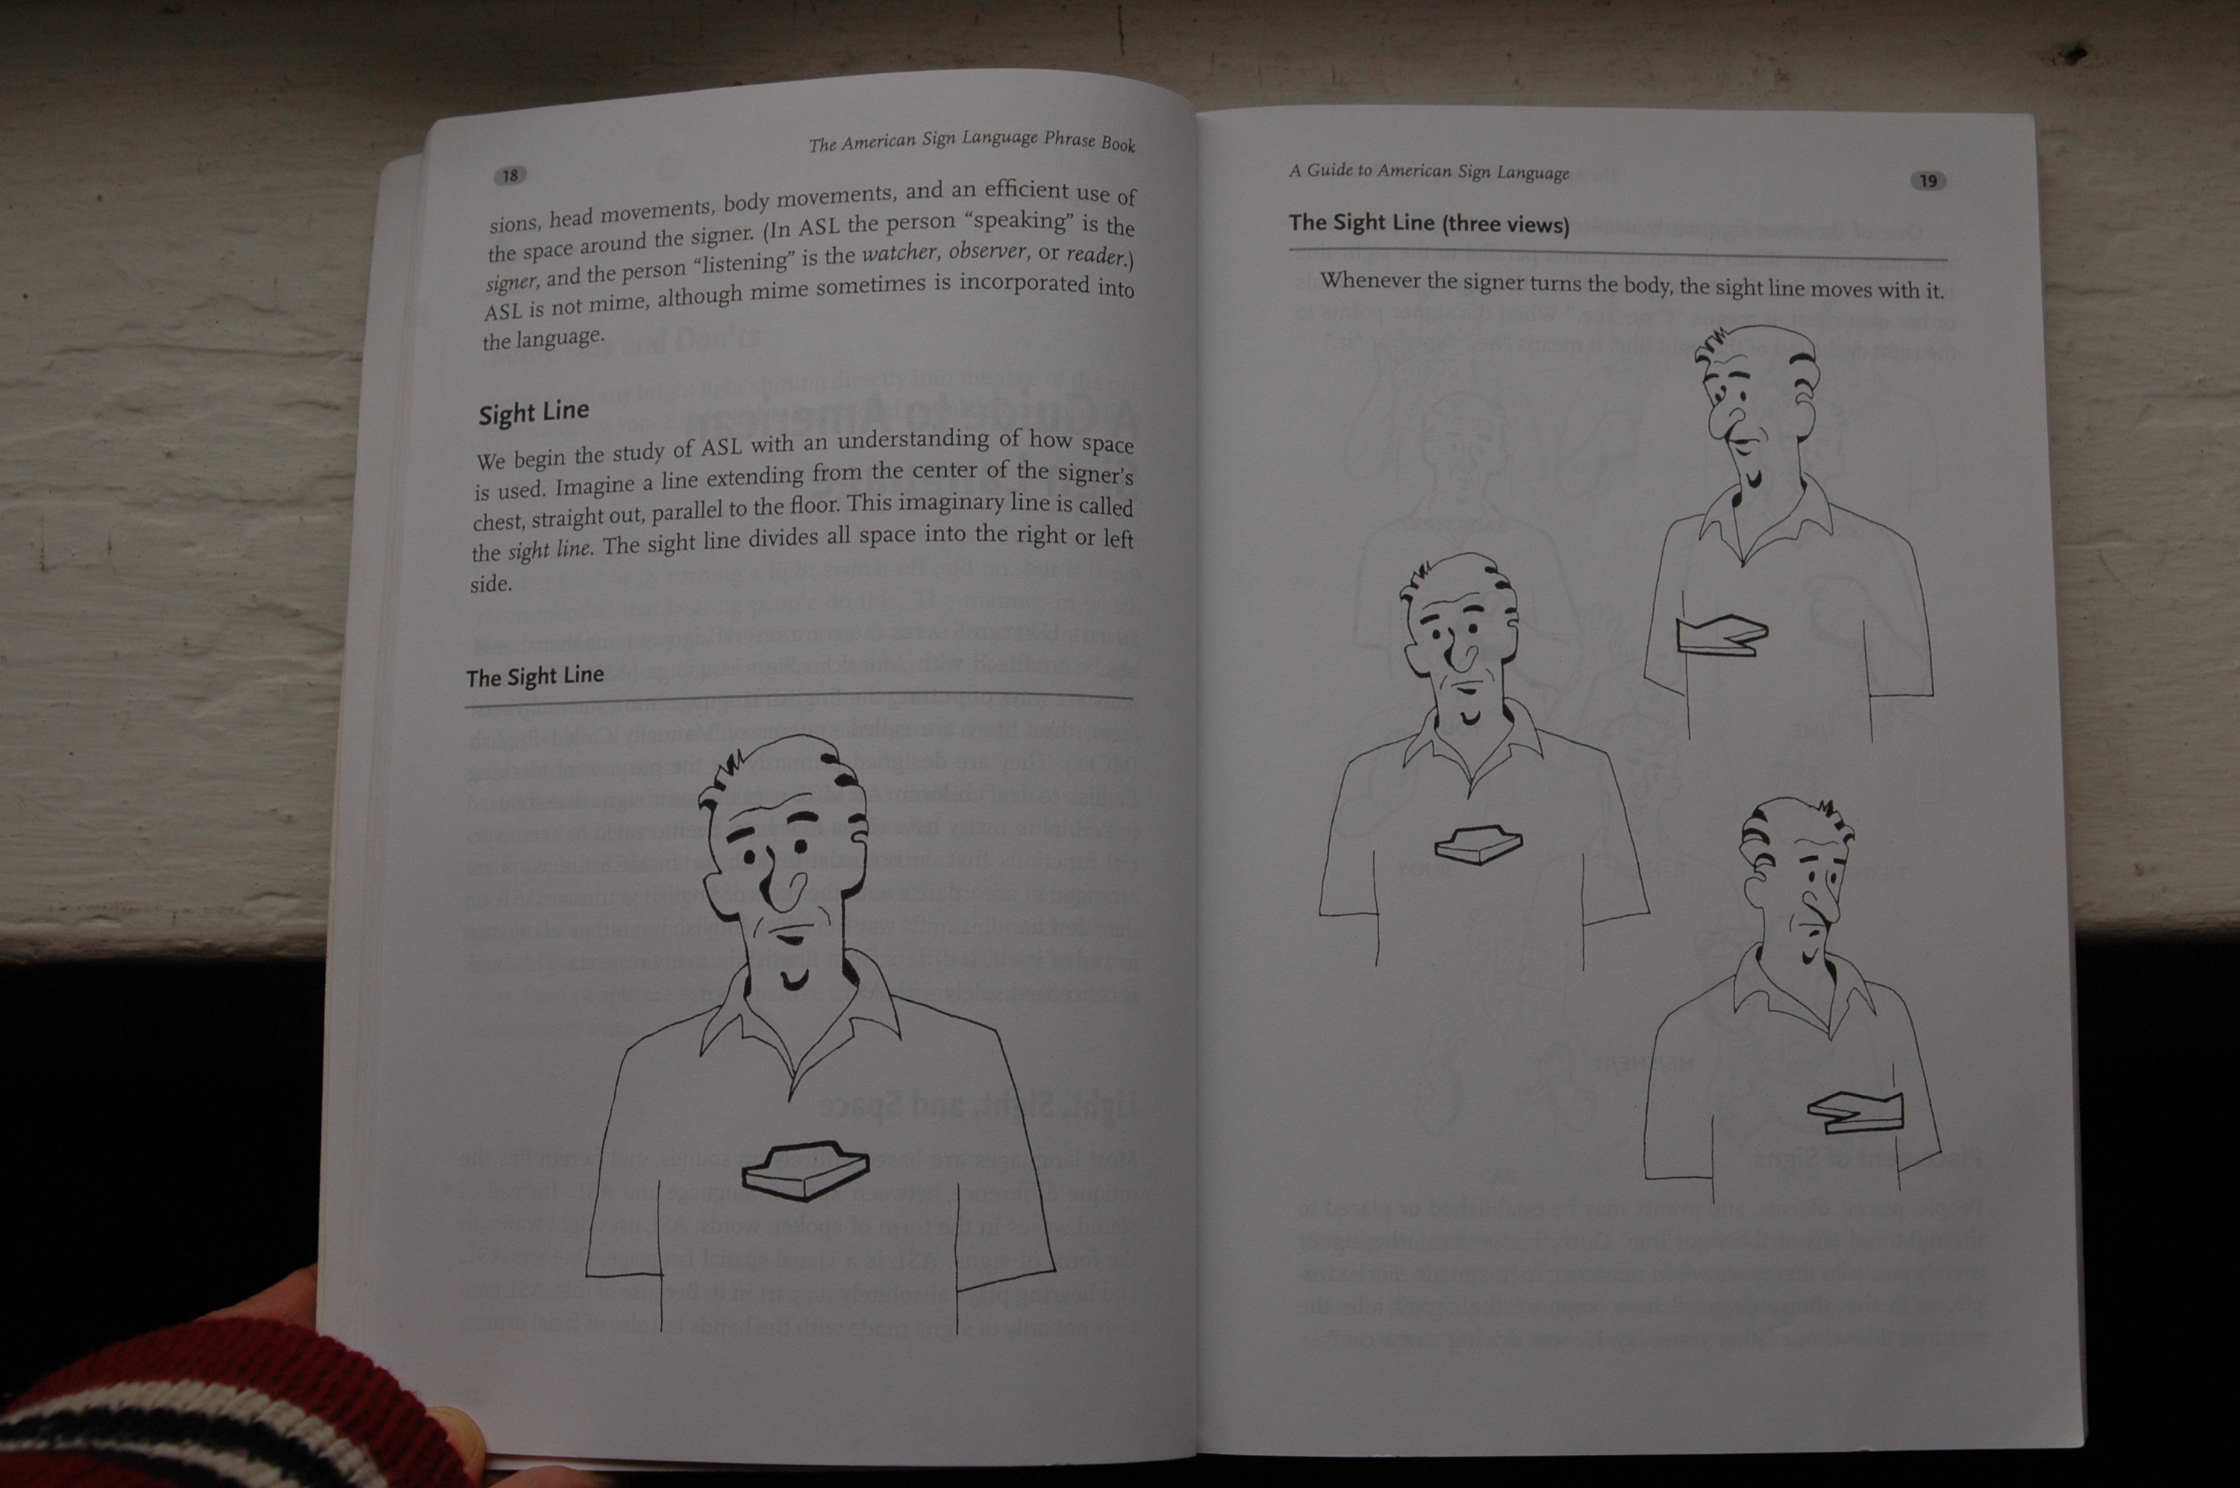 The American Sign Language Phrase Book
18
sions, head movements, body movements, and an efficient use of
the space around the signer. (In ASL the person “speaking” is the
signer, and the person “listening” is the watcher, observer, or reader.)
ASL is not mime, although mime sometimes is incorporated into
the language.
Sight Line
We begin the study of ASL with an understanding of how space
is used. Imagine a line extending from the center of the signer’s
chest, straight out, parallel to the floor. This imaginary line is called
the sight line. The sight line divides all space into the right or left
side.
The Sight Line
A Guide to American Sign Language
19
The Sight Line (three views)
Whenever the signer turns the body, the sight line moves with it.